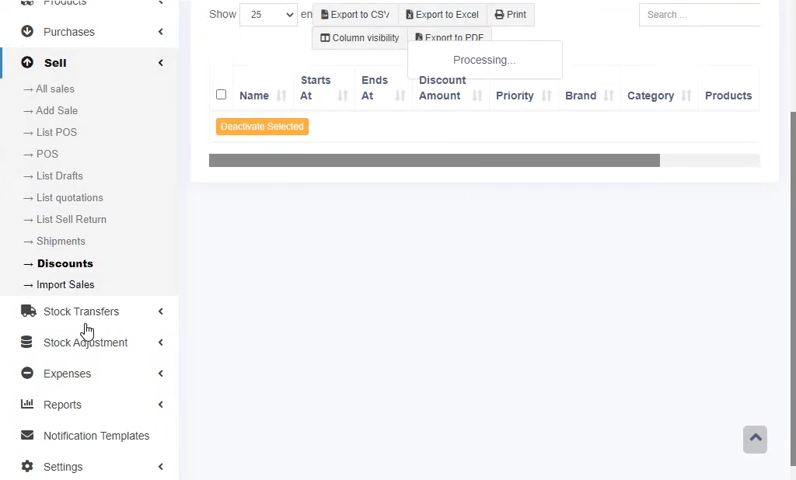 Products
Purchases
Sell
→ All sales
→ Add Sale
→ List POS
→ POS
→ List Drafts
→ List quotations
→ List Sell Return
→ Shipments
→ Discounts
→ Import Sales
Stock Transfers
Stock Adjustment
Expenses
Reports
Notification Templates
Settings
Show 25 en
Export to CSV
Export to Excel
Print
Search ...
Column visibility
Export to PDF
Processing...
Name
Starts At
Ends At
Discount Amount
Priority
Brand
Category
Products
Deactivate Selected